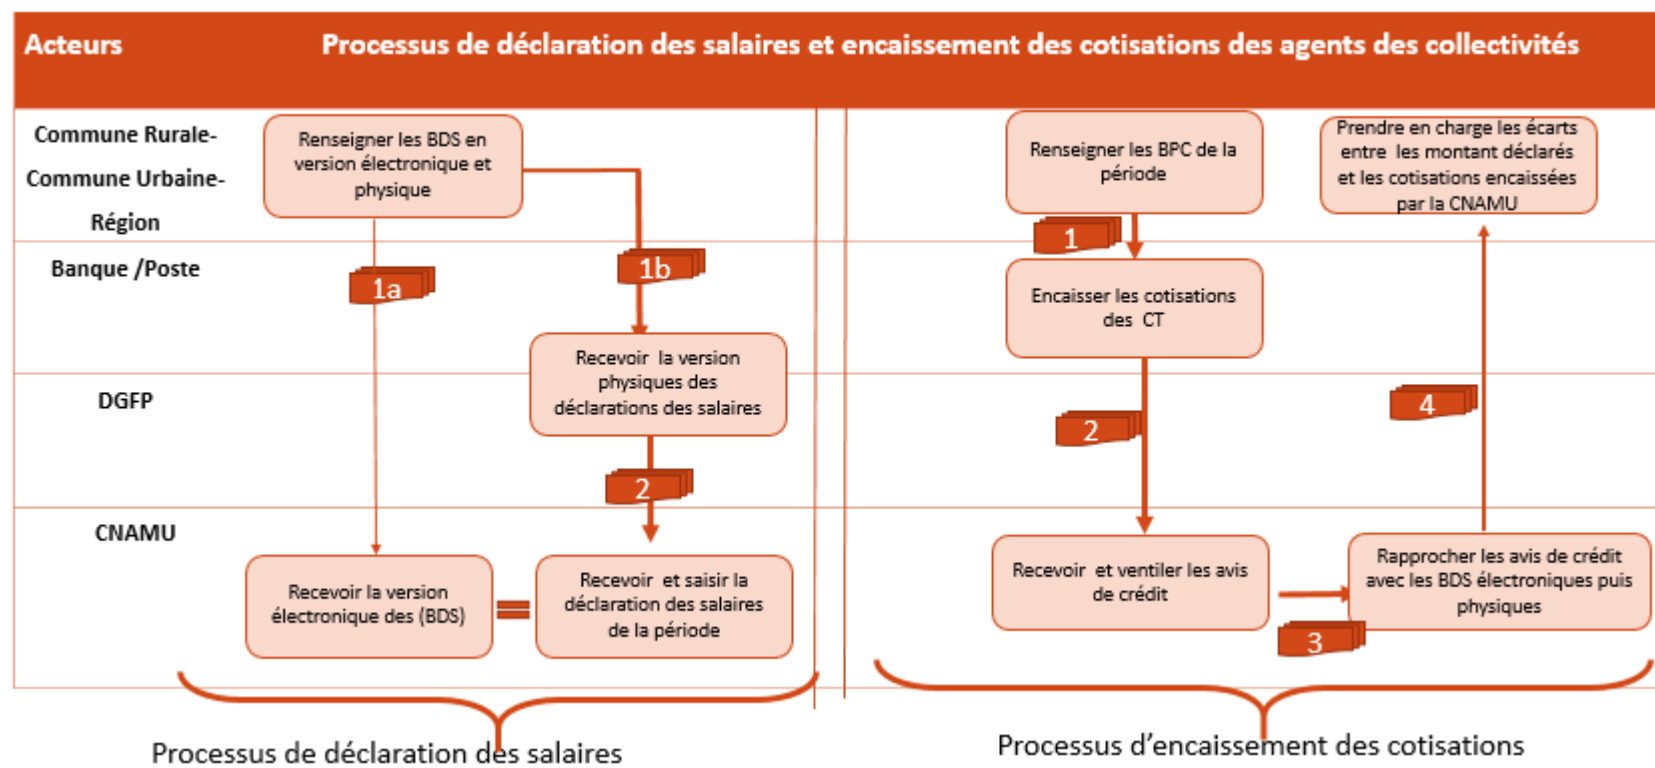 Acteurs
Processus de déclaration des salaires et encaissement des cotisations des agents des collectivités
Commune Rurale-
Commune Urbaine-
Région
Renseigner les BDS en
version électronique et
physique
Renseigner les BPC de la
période
Prendre en charge les écarts
entre les montant déclarés
et les cotisations encaissées
par la CNAMU
Banque /Poste
1a
1b
1
Encaisser les cotisations
des CT
Recevoir la version
physiques des
déclarations des salaires
DGFP
2
2
4
CNAMU
Recevoir la version
électronique des (BDS)
Recevoir et saisir la
déclaration des salaires
de la période
Recevoir et ventiler les avis
de crédit
3
Rapprocher les avis de crédit
avec les BDS électroniques puis
physiques
Processus de déclaration des salaires
Processus d’encaissement des cotisations